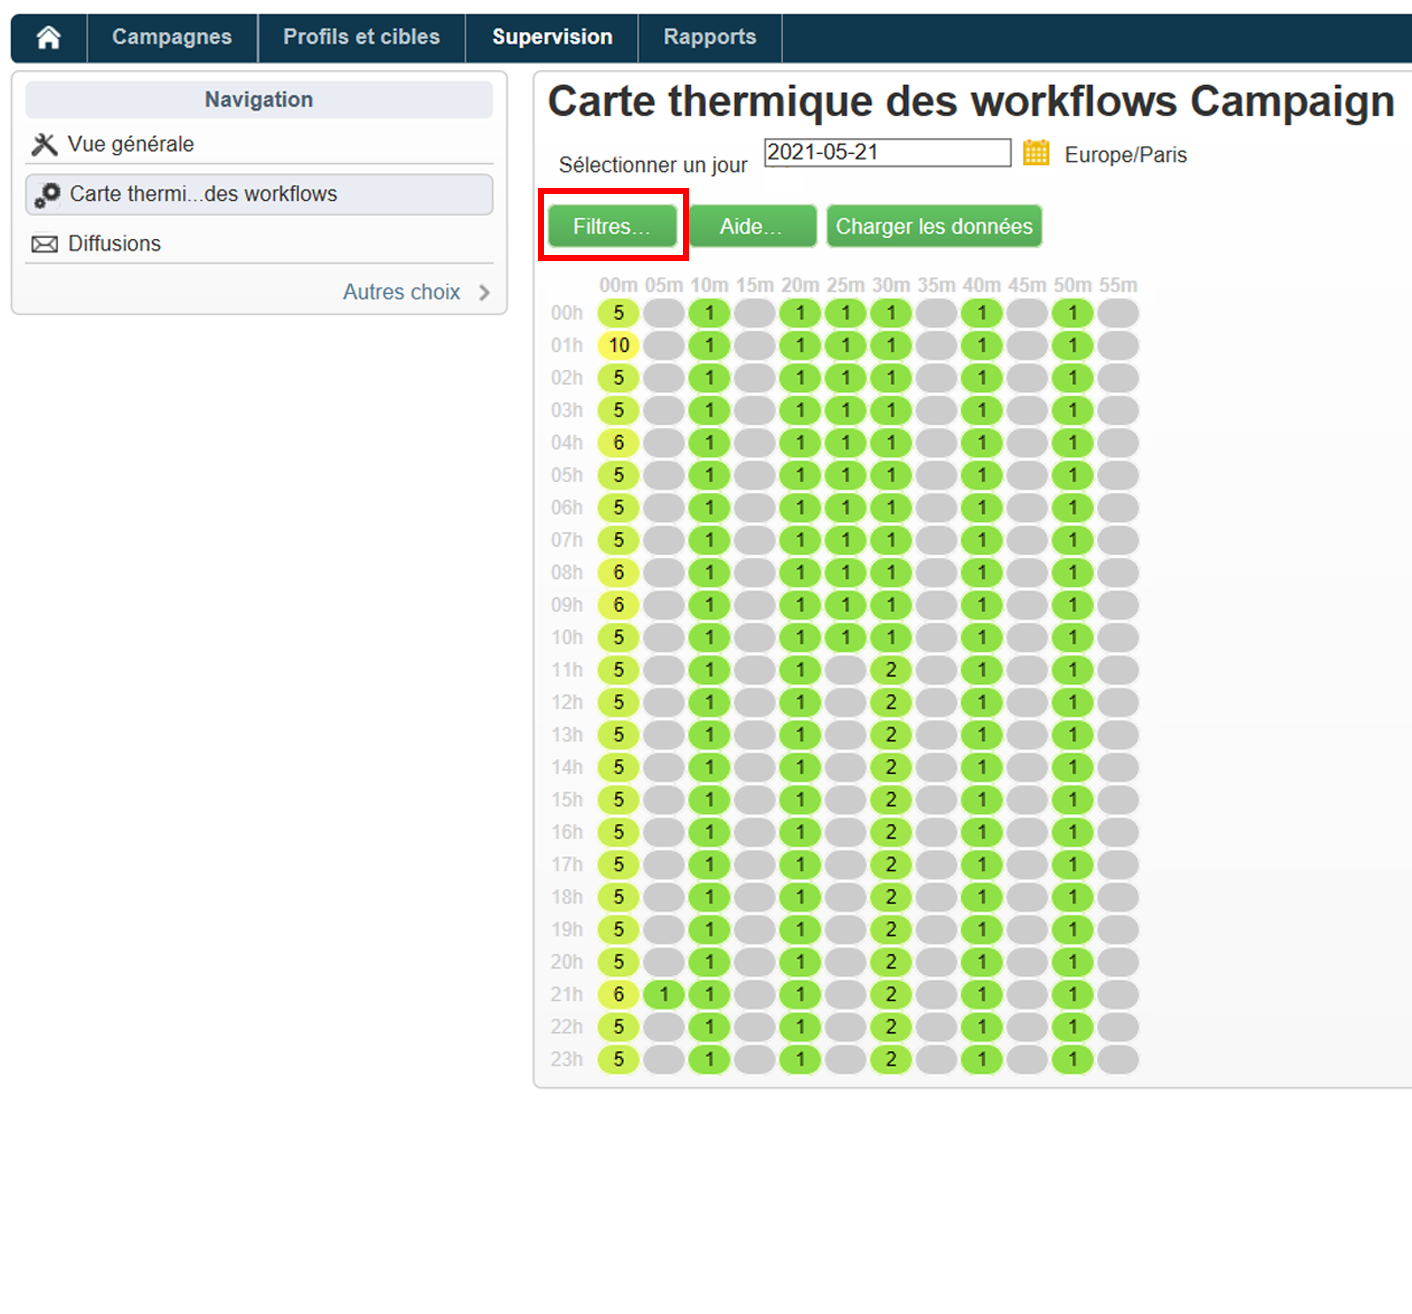 Campagnes Profils et cibles Supervision Rapports
Navigation
Vue générale
Carte thermi...des workflows
Diffusions
Autres choix
Carte thermique des workflows Campaign
Sélectionner un jour 2021-05-21 Europe/Paris
Filtres... Aide... Charger les données
00m 05m 10m 15m 20m 25m 30m 35m 40m 45m 50m 55m
00h 5 1 1 1 1 1 1
01h 10 1 1 1 1 1 1
02h 5 1 1 1 1 1 1
03h 5 1 1 1 1 1 1
04h 6 1 1 1 1 1 1
05h 5 1 1 1 1 1 1
06h 5 1 1 1 1 1 1
07h 5 1 1 1 1 1 1
08h 6 1 1 1 1 1 1
09h 6 1 1 1 1 1 1
10h 5 1 1 1 1 1 1
11h 5 1 1 2 1 1
12h 5 1 1 2 1 1
13h 5 1 1 2 1 1
14h 5 1 1 2 1 1
15h 5 1 1 2 1 1
16h 5 1 1 2 1 1
17h 5 1 1 2 1 1
18h 5 1 1 2 1 1
19h 5 1 1 2 1 1
20h 5 1 1 2 1 1
21h 6 1 1 1 2 1 1
22h 5 1 1 2 1 1
23h 5 1 1 2 1 1